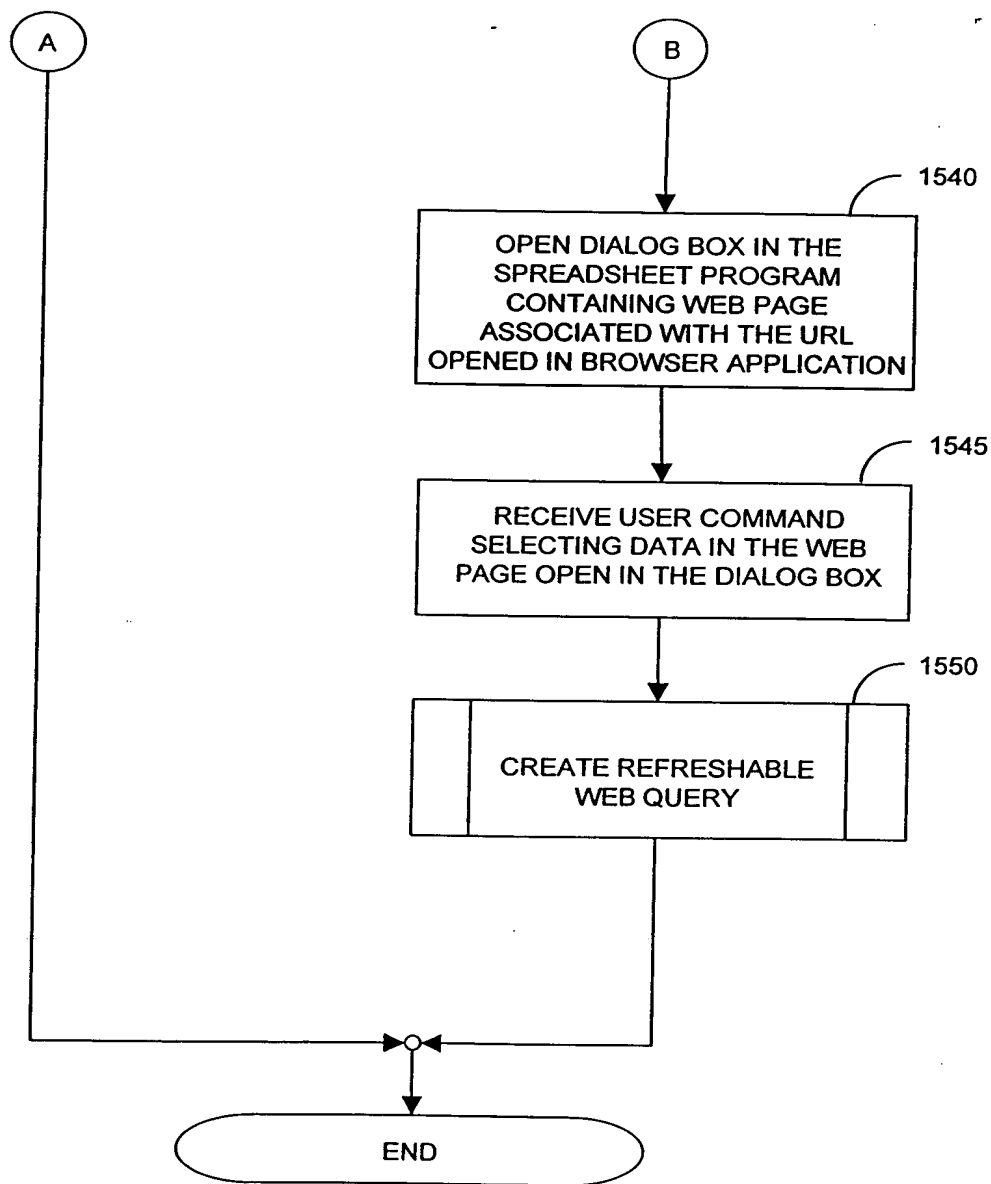 A
B
1540
OPEN DIALOG BOX IN THE
SPREADSHEET PROGRAM
CONTAINING WEB PAGE
ASSOCIATED WITH THE URL
OPENED IN BROWSER APPLICATION
1545
RECEIVE USER COMMAND
SELECTING DATA IN THE WEB
PAGE OPEN IN THE DIALOG BOX
1550
CREATE REFRESHABLE
WEB QUERY
END